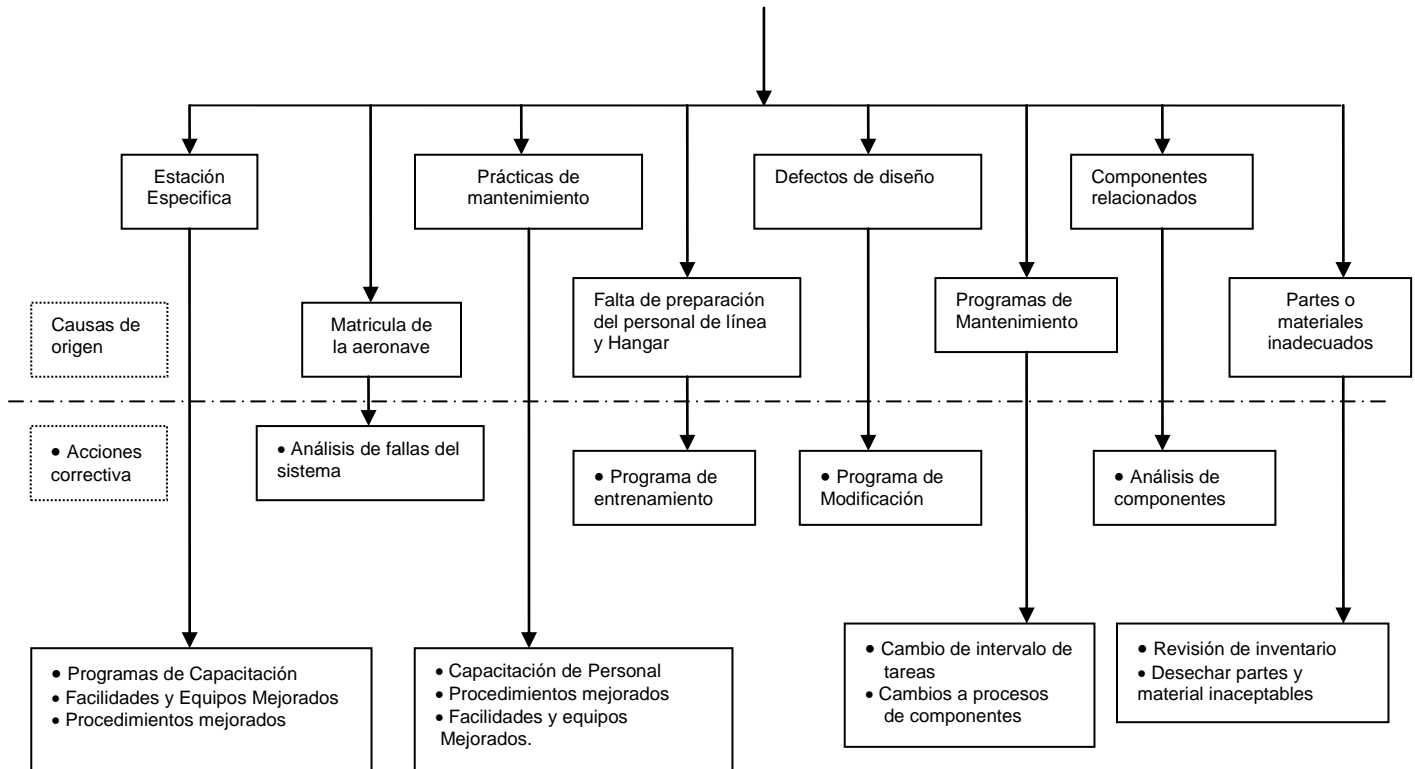 Estación
Especifica
Prácticas de
mantenimiento
Defectos de diseño
Componentes
relacionados
Causas de
origen
Matricula de
la aeronave
Falta de preparación
del personal de línea
y Hangar
Programas de
Mantenimiento
Partes o
materiales
inadecuados
• Acciones
correctiva
• Análisis de fallas del
sistema
• Programa de
entrenamiento
• Programa de
Modificación
• Análisis de
componentes
• Programas de Capacitación
• Facilidades y Equipos Mejorados
• Procedimientos mejorados
• Capacitación de Personal
• Procedimientos mejorados
• Facilidades y equipos
Mejorados.
• Cambio de intervalo de
tareas
• Cambios a procesos
de componentes
• Revisión de inventario
• Desechar partes y
material inaceptables